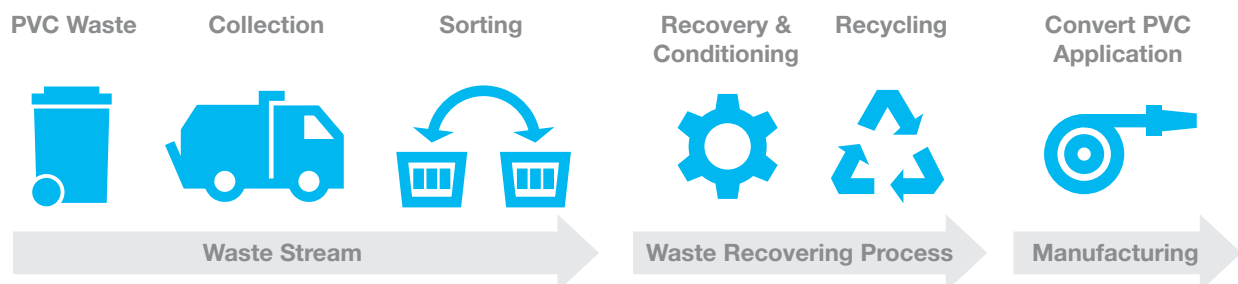 PVC Waste
Collection
Sorting
Recovery &
Conditioning
Recycling
Convert PVC
Application
Waste Stream
Waste Recovering Process
Manufacturing